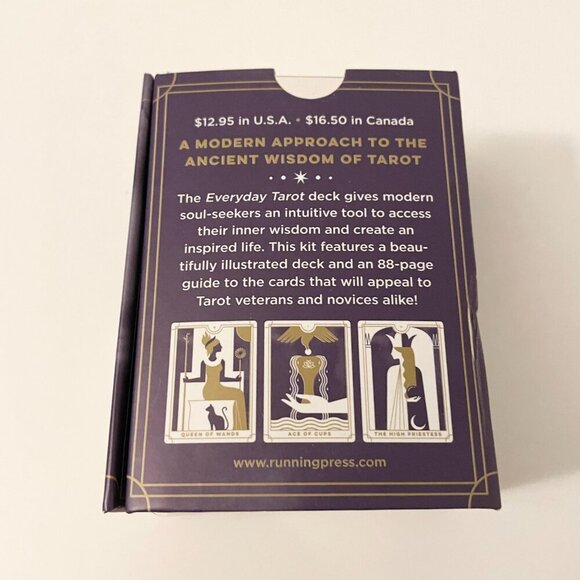 $12.95 in U.S.A. • $16.50 in Canada
A MODERN APPROACH TO THE
ANCIENT WISDOM OF TAROT
The Everyday Tarot deck gives modern
soul-seekers an intuitive tool to access
their inner wisdom and create an
inspired life. This kit features a beau-
tifully illustrated deck and an 88-page
guide to the cards that will appeal to
Tarot veterans and novices alike!
QUEEN OF WANDS
ACE OF CUPS
THE HIGH PRIESTESS
www.runningpress.com